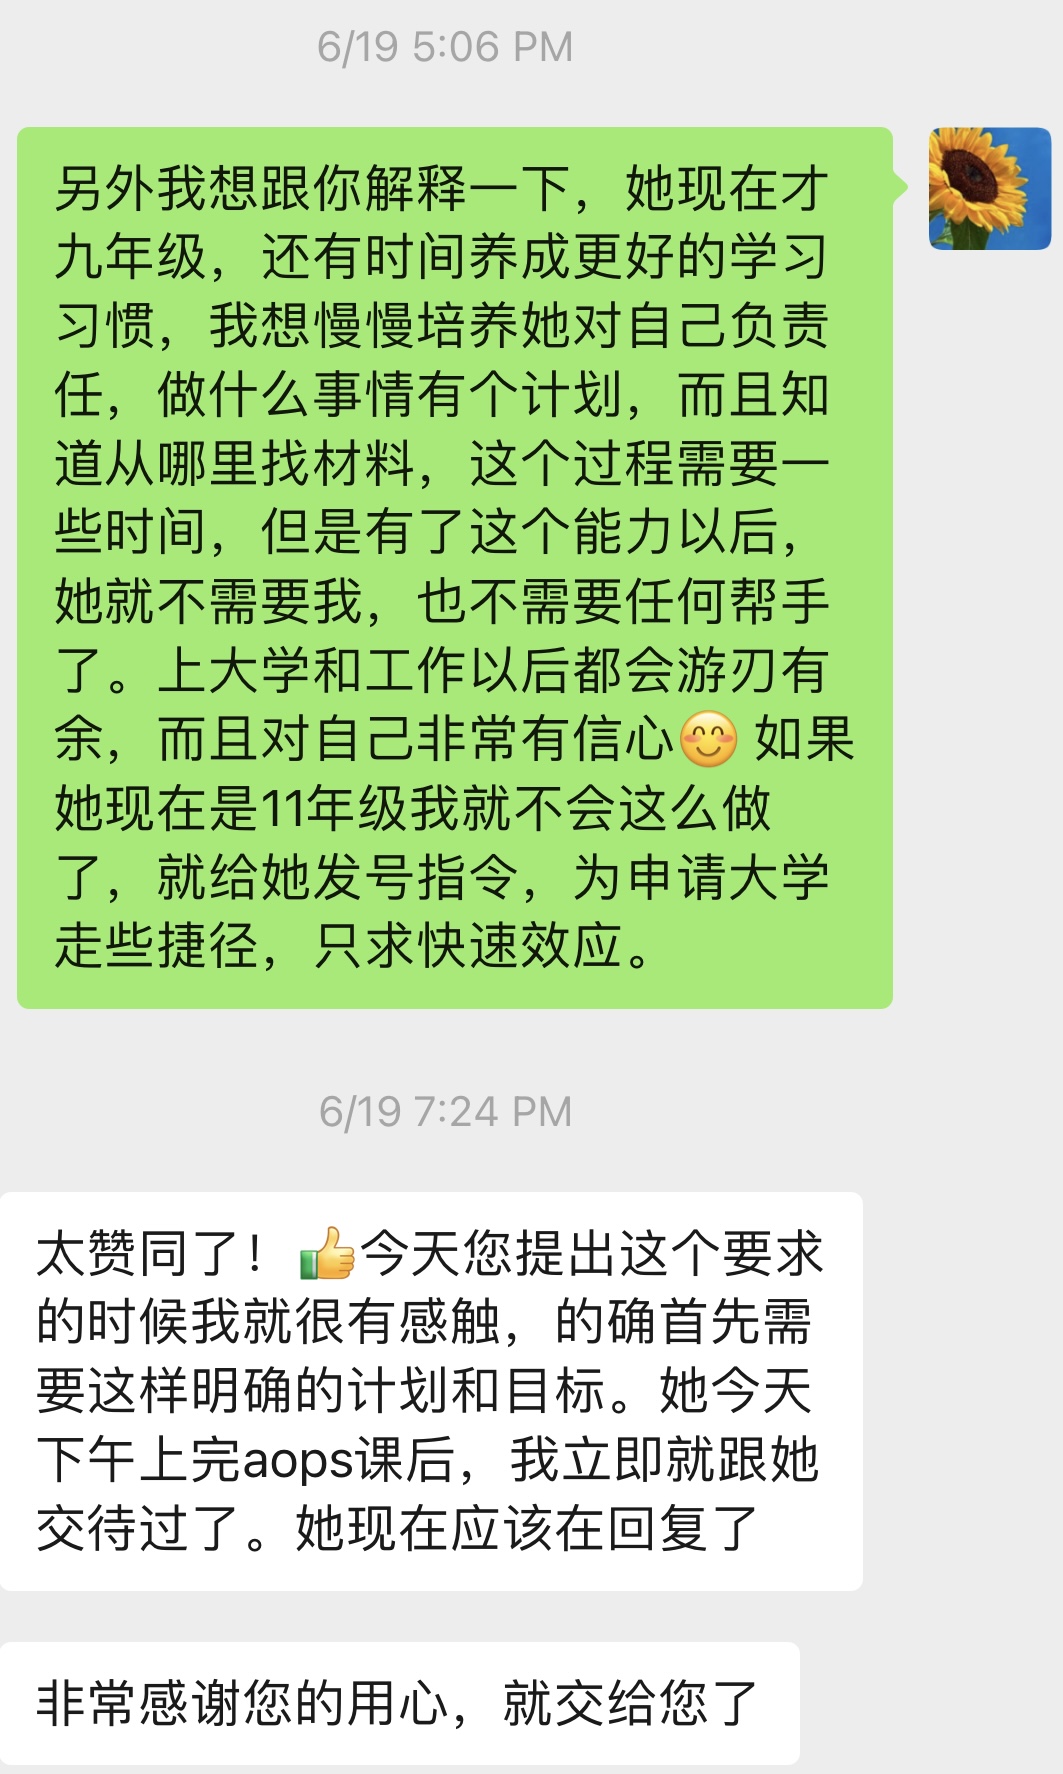 6/19 5:06 PM
另外我想跟你解释一下，她现在才
九年级，还有时间养成更好的学习
习惯，我想慢慢培养她对自己负责
任，做什么事情有个计划，而且知
道从哪里找材料，这个过程需要一
些时间，但是有了这个能力以后，
她就不需要我，也不需要任何帮手
了。上大学和工作以后都会游刃有
余，而且对自己非常有信心😊 如果
她现在是11年级我就不会这么做
了，就给她发号指令，为申请大学
走些捷径，只求快速效应。
6/19 7:24 PM
太赞同了！👍今天您提出这个要求
的时候我就很有感触，的确首先需
要这样明确的计划和目标。她今天
下午上完aops课后，我立即就跟她
交待过了。她现在应该在回复了
非常感谢您的用心，就交给您了